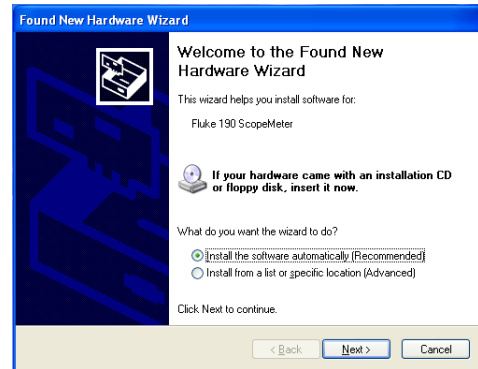 Found New Hardware Wizard
Welcome to the Found New
Hardware Wizard
This wizard helps you install software for:
Fluke 190 ScopeMeter
If your hardware came with an installation CD
or floppy disk, insert it now.
What do you want the wizard to do?
Install the software automatically (Recommended)
Install from a list or specific location (Advanced)
Click Next to continue.
< Back
Next >
Cancel